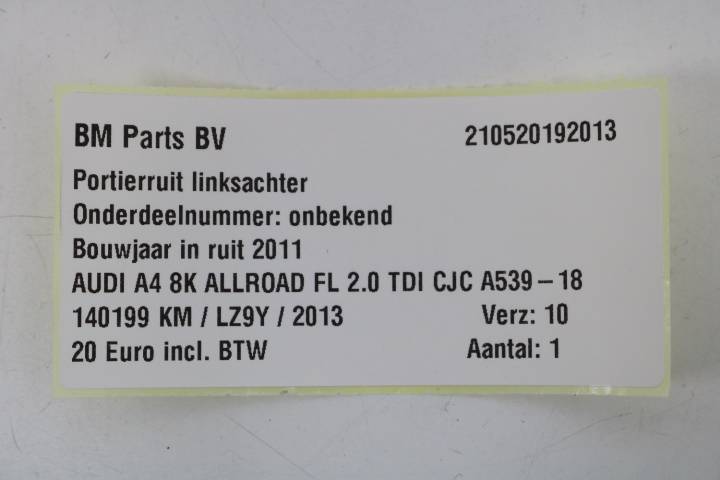 BM Parts BV 210520192013
Portierruit linksachter
Onderdeelnummer: onbekend
Bouwjaar in ruit 2011
AUDI A4 8K ALLROAD FL 2.0 TDI CJC A539 – 18
140199 KM / LZ9Y / 2013 Verz: 10
20 Euro incl. BTW Aantal: 1